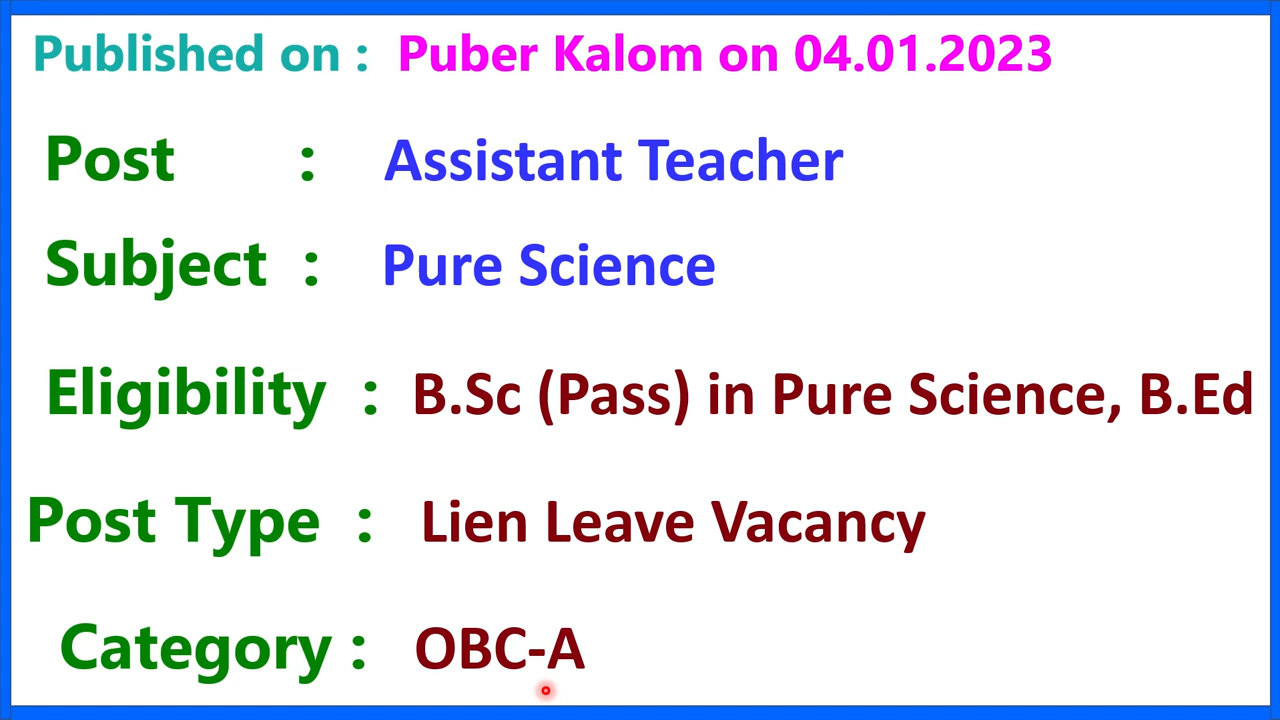 Published on : Puber Kalom on 04.01.2023
Post : Assistant Teacher
Subject : Pure Science
Eligibility : B.Sc (Pass) in Pure Science, B.Ed
Post Type : Lien Leave Vacancy
Category : OBC-A